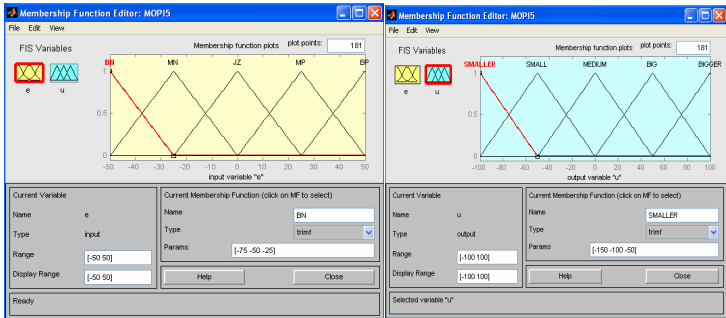 Membership Function Editor: MOPI5
File Edit View
FIS Variables
Membership function plots plot points: 181
e
u
BN MN JZ MP BP
1
0.5
0
-50 -40 -30 -20 -10 0 10 20 30 40 50
input variable "e"
Current Variable
Name e
Type input
Range [-50 50]
Display Range [-50 50]
Current Membership Function (click on MF to select)
Name BN
Type trimf
Params [-75 -50 -25]
Help Close
Ready
Membership Function Editor: MOPI5
File Edit View
FIS Variables
Membership function plots plot points: 181
e
u
SMALLER SMALL MEDIUM BIG BIGGER
1
0.5
0
-100 -80 -60 -40 -20 0 20 40 60 80 100
output variable "u"
Current Variable
Name u
Type output
Range [-100 100]
Display Range [-100 100]
Current Membership Function (click on MF to select)
Name SMALLER
Type trimf
Params [-150 -100 -50]
Help Close
Selected variable "u"